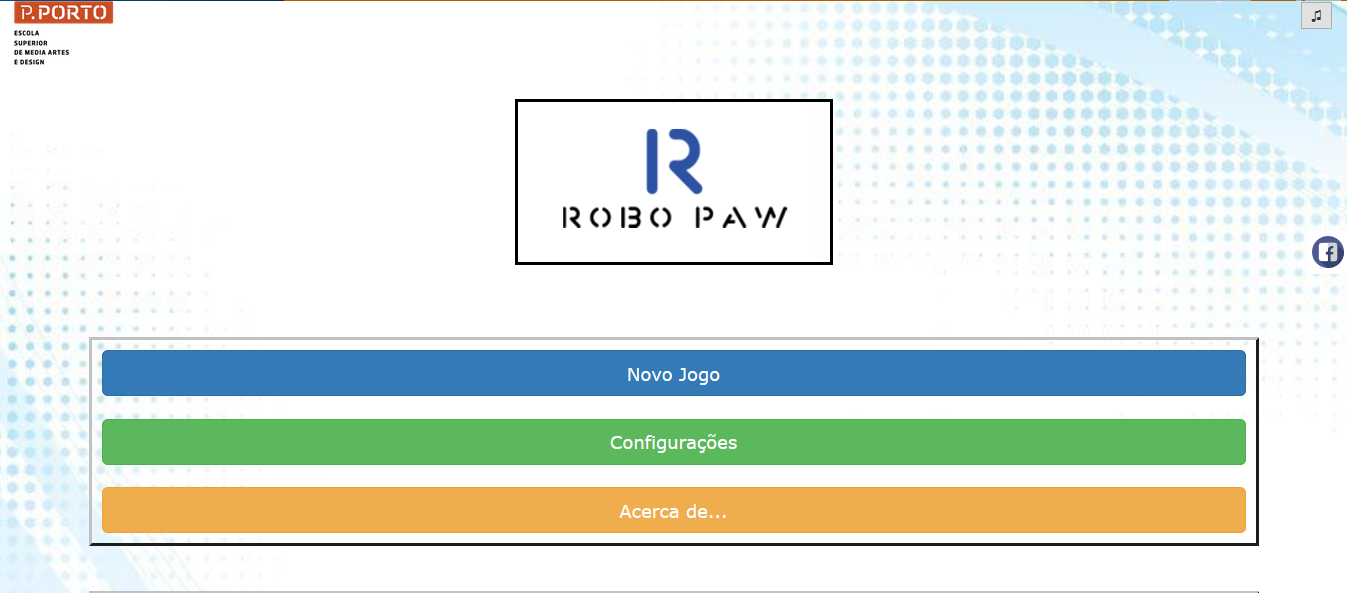 P.PORTO
ESCOLA
SUPERIOR
DE MEDIA ARTES
E DESIGN
R
ROBO PAW
Novo Jogo
Configurações
Acerca de...